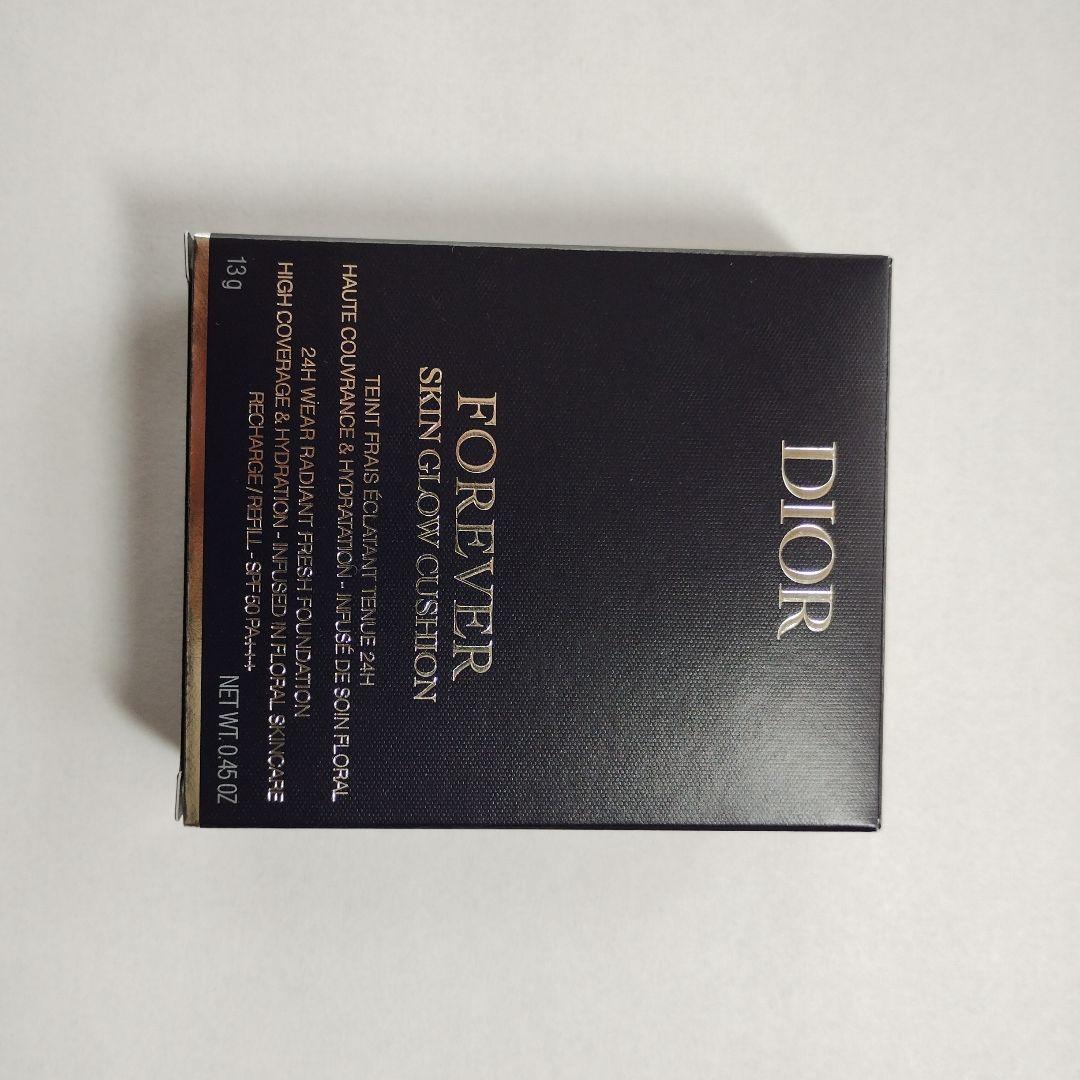 DIOR
FOREVER
SKIN GLOW CUSHION
TEINT FRAIS ÉCLATANT TENUE 24H
HAUTE COUVRANCE & HYDRATATION - INFUSÉ DE SOIN FLORAL
24H WEAR RADIANT FRESH FOUNDATION
HIGH COVERAGE & HYDRATION - INFUSED IN FLORAL SKINCARE
RECHARGE / REFILL - SPF 50 PA+++
13 g
NET WT. 0.45 OZ